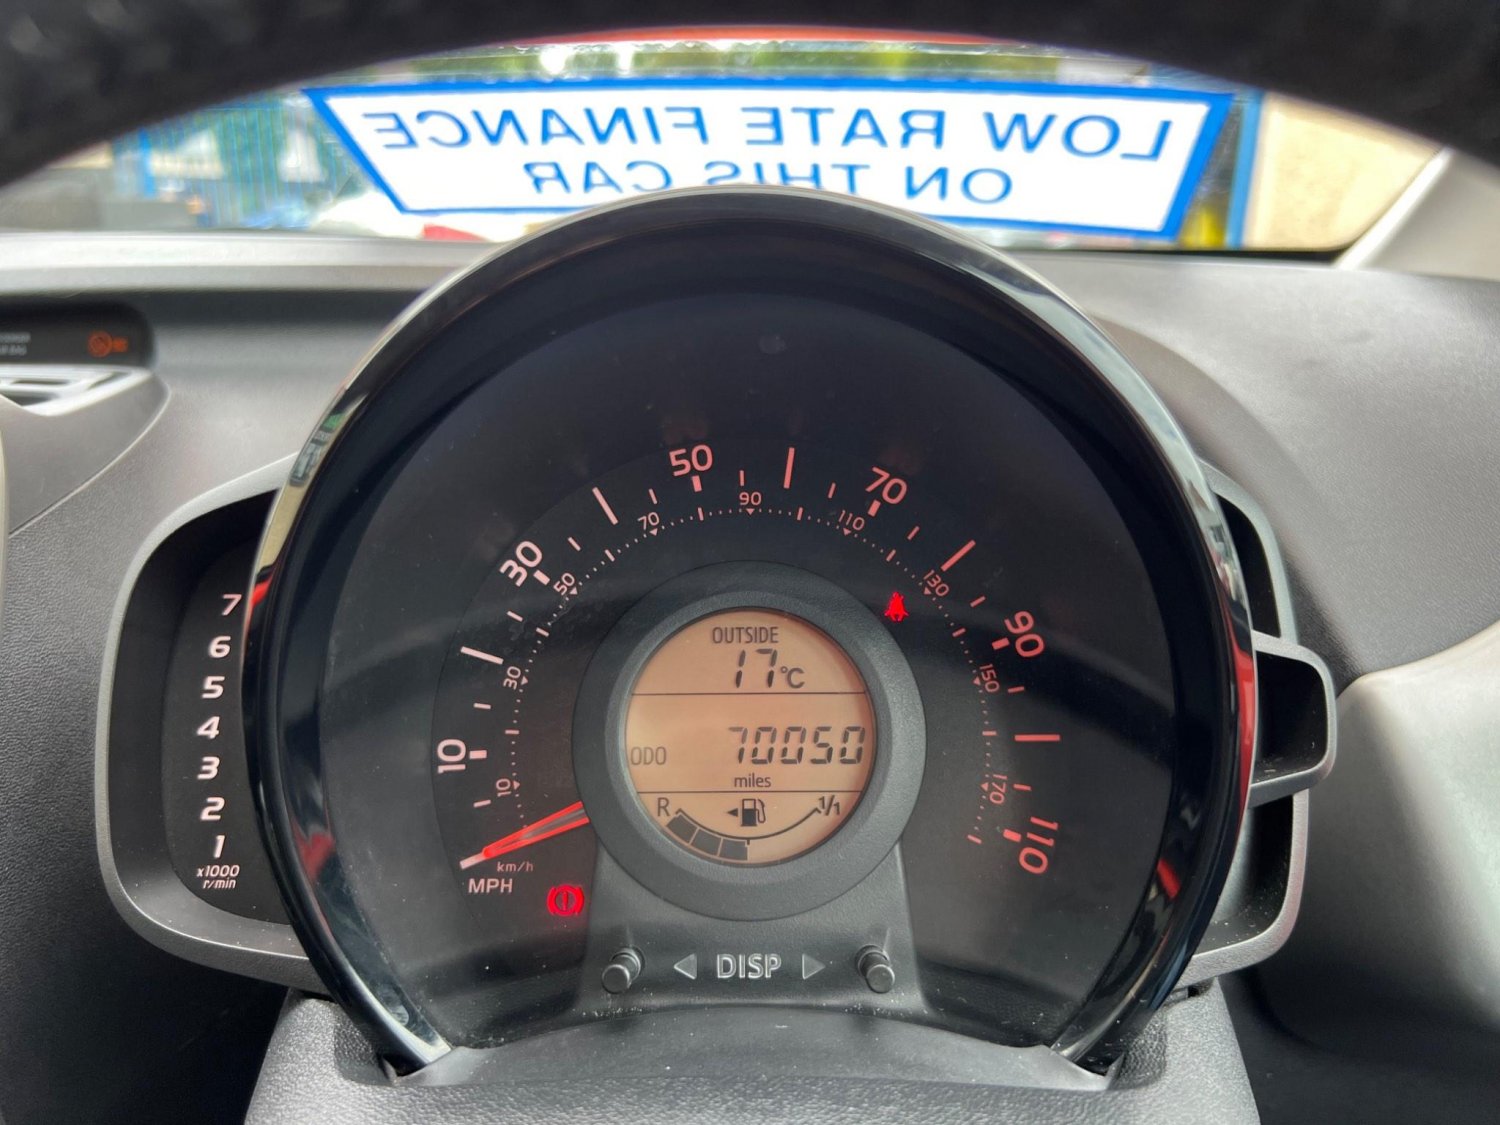 LOW RATE FINANCE
ON THIS CAR
7
6
5
4
3
2
1
x1000
r/min
10
30
50
70
90
110
10
30
50
70
90
110
130
150
170
km/h
MPH
OUTSIDE
17°C
ODO 70050
miles
R 1/1
DISP